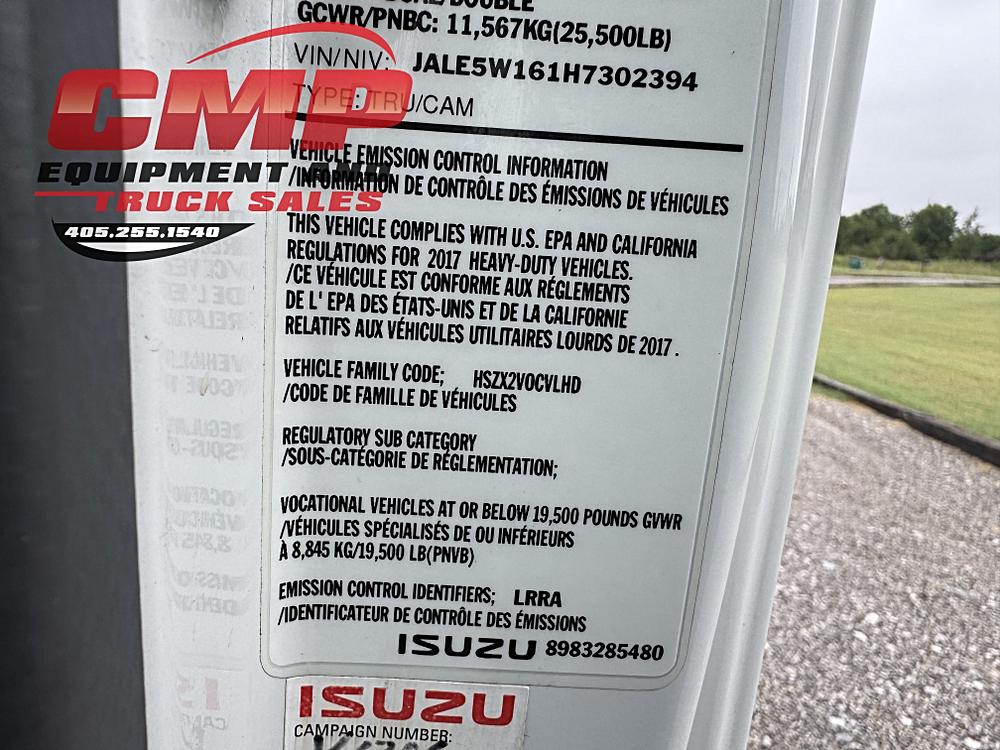 GCWR/PNBC: 11,567KG(25,500LB)
VIN/NIV: JALE5W161H7302394
TYPE: TRU/CAM
CMP
EQUIPMENT AND
TRUCK SALES
405.255.1540
VEHICLE EMISSION CONTROL INFORMATION
/INFORMATION DE CONTRÔLE DES ÉMISSIONS DE VÉHICULES
THIS VEHICLE COMPLIES WITH U.S. EPA AND CALIFORNIA
REGULATIONS FOR 2017 HEAVY-DUTY VEHICLES.
/CE VÉHICULE EST CONFORME AUX RÉGLEMENTS
DE L' EPA DES ÉTATS-UNIS ET DE LA CALIFORNIE
RELATIFS AUX VÉHICULES UTILITAIRES LOURDS DE 2017.
VEHICLE FAMILY CODE; HSZX2VOCVLHD
/CODE DE FAMILLE DE VÉHICULES
REGULATORY SUB CATEGORY
/SOUS-CATÉGORIE DE RÉGLEMENTATION;
VOCATIONAL VEHICLES AT OR BELOW 19,500 POUNDS GVWR
/VÉHICULES SPÉCIALISÉS DE OU INFÉRIEURS
À 8,845 KG/19,500 LB(PNVB)
EMISSION CONTROL IDENTIFIERS; LRRA
/IDENTIFICATEUR DE CONTRÔLE DES ÉMISSIONS
ISUZU 8983285480
ISUZU
CAMPAIGN NUMBER: